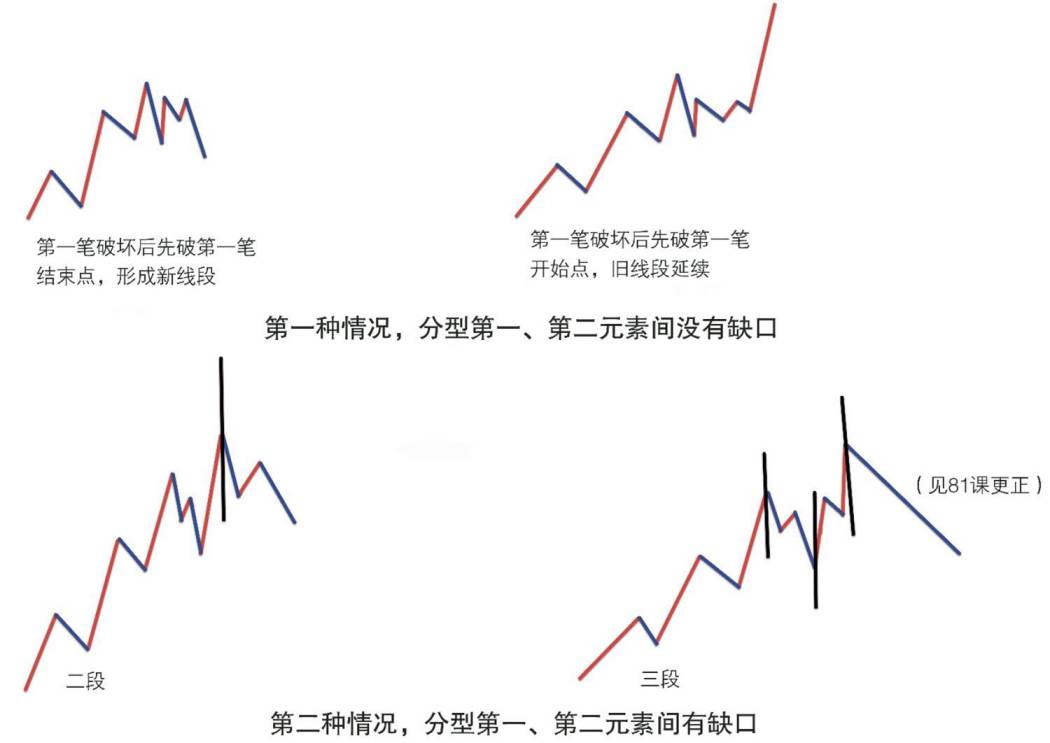 第一笔破坏后先破第一笔
结束点，形成新线段
第一笔破坏后先破第一笔
开始点，旧线段延续
第一种情况，分型第一、第二元素间没有缺口
（见81课更正）
二段
三段
第二种情况，分型第一、第二元素间有缺口